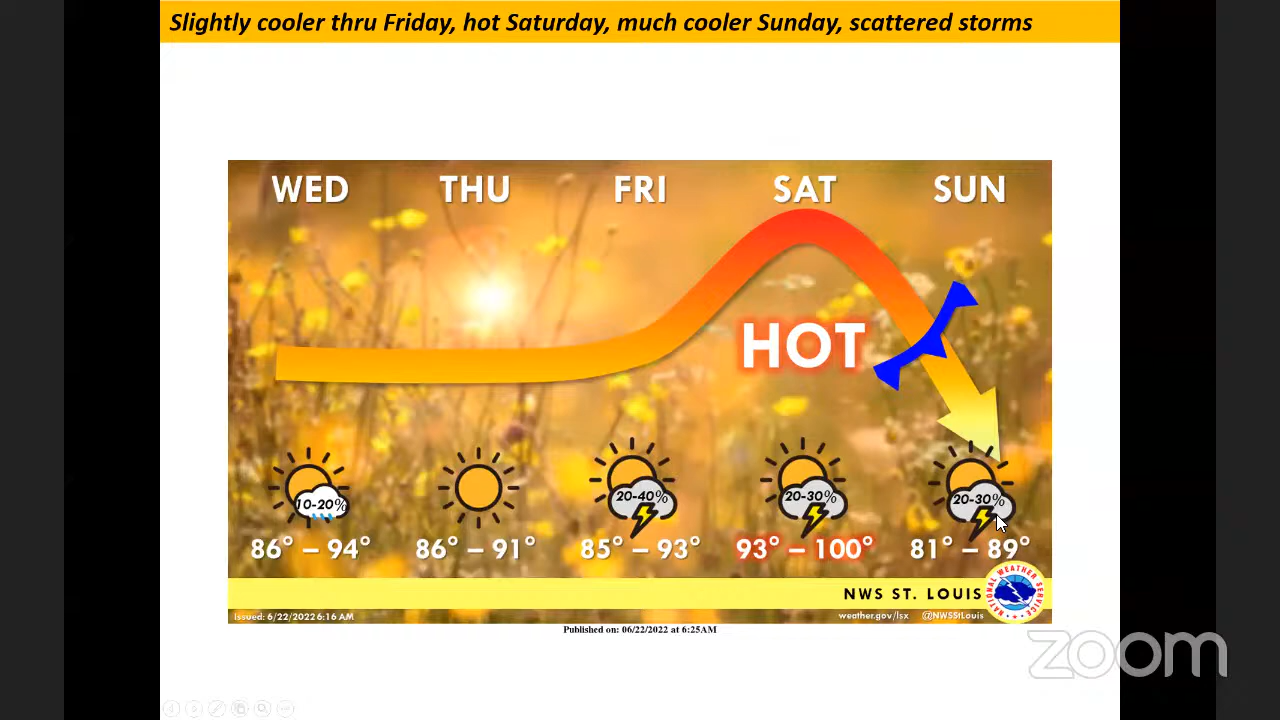 Slightly cooler thru Friday, hot Saturday, much cooler Sunday, scattered storms
WED THU FRI SAT SUN
HOT
10-20% 20-40% 20-30% 20-30%
86° – 94° 86° – 91° 85° – 93° 93° – 100° 81° – 89°
NWS ST. LOUIS
NATIONAL WEATHER SERVICE
Issued: 6/22/2022 6:16 AM weather.gov/lsx @NWSStLouis
Published on: 06/22/2022 at 6:25AM
zoom